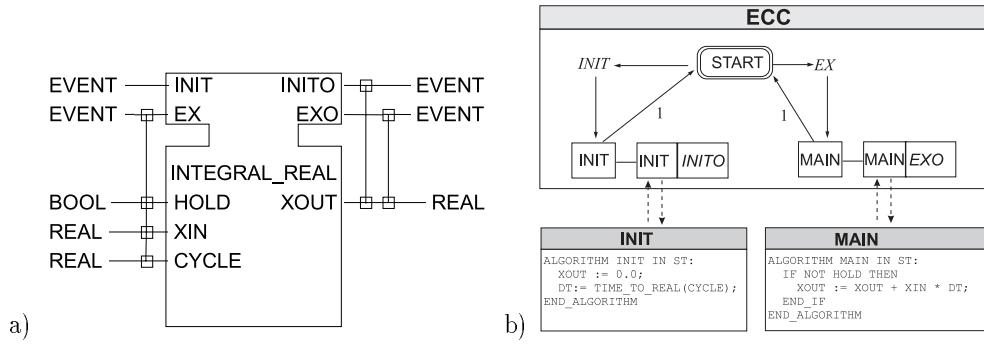 EVENT INIT INITO EVENT
EVENT EX EXO EVENT
INTEGRAL_REAL
BOOL HOLD XOUT REAL
REAL XIN
REAL CYCLE
a)
ECC
INIT START EX
1 1
INIT INIT INITO MAIN MAIN EXO
INIT
ALGORITHM INIT IN ST:
XOUT := 0.0;
DT:= TIME_TO_REAL(CYCLE);
END_ALGORITHM
MAIN
ALGORITHM MAIN IN ST:
IF NOT HOLD THEN
XOUT := XOUT + XIN * DT;
END_IF
END_ALGORITHM
b)